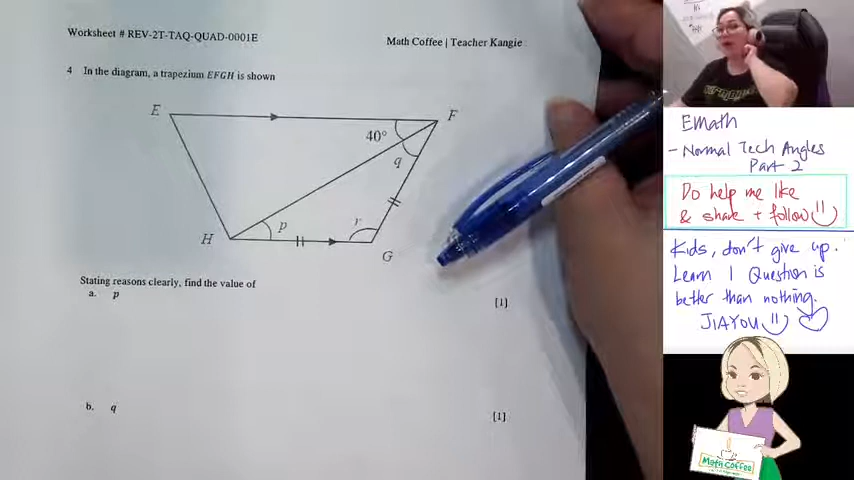 Worksheet # REV-2T-TAQ-QUAD-0001E
Math Coffee | Teacher Kangie
4 In the diagram, a trapezium EFGH is shown
E
F
40°
q
p
r
H
G
Stating reasons clearly, find the value of
a. p
[1]
b. q
[1]
EMath
- Normal Tech Angles
Part 2
Do help me like
& share + follow
Kids, don't give up.
Learn 1 Question is
better than nothing.
JIAYOU
Math Coffee